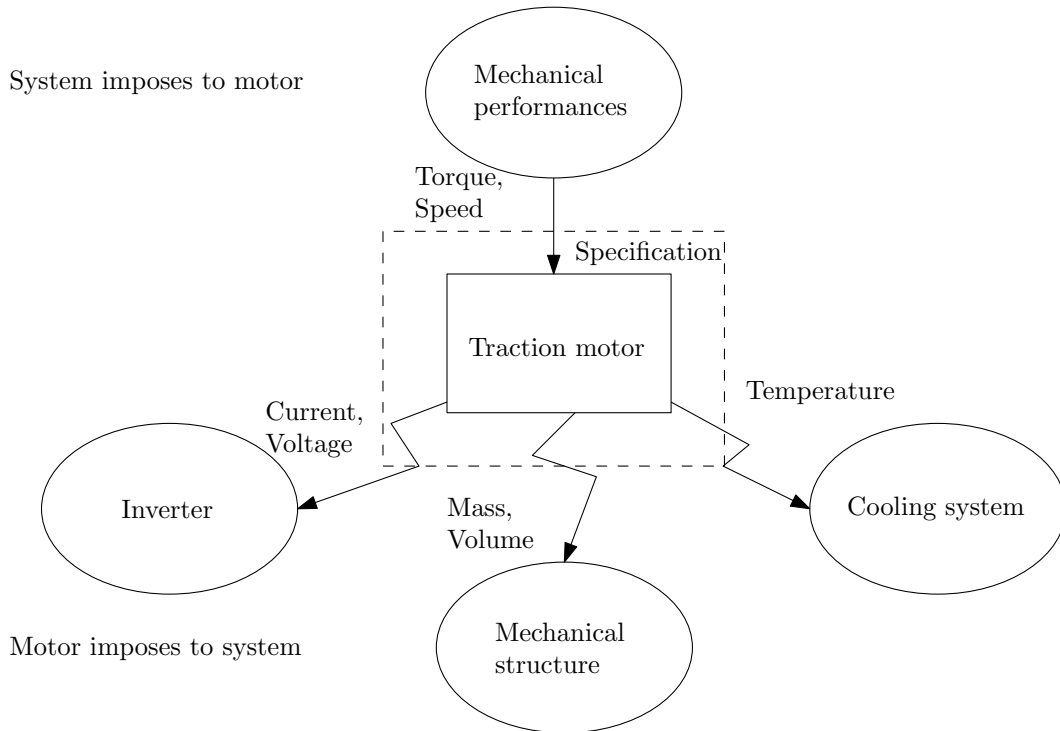 System imposes to motor
Mechanical
performances
Torque,
Speed
Specification
Traction motor
Temperature
Current,
Voltage
Inverter
Mass,
Volume
Cooling system
Motor imposes to system
Mechanical
structure